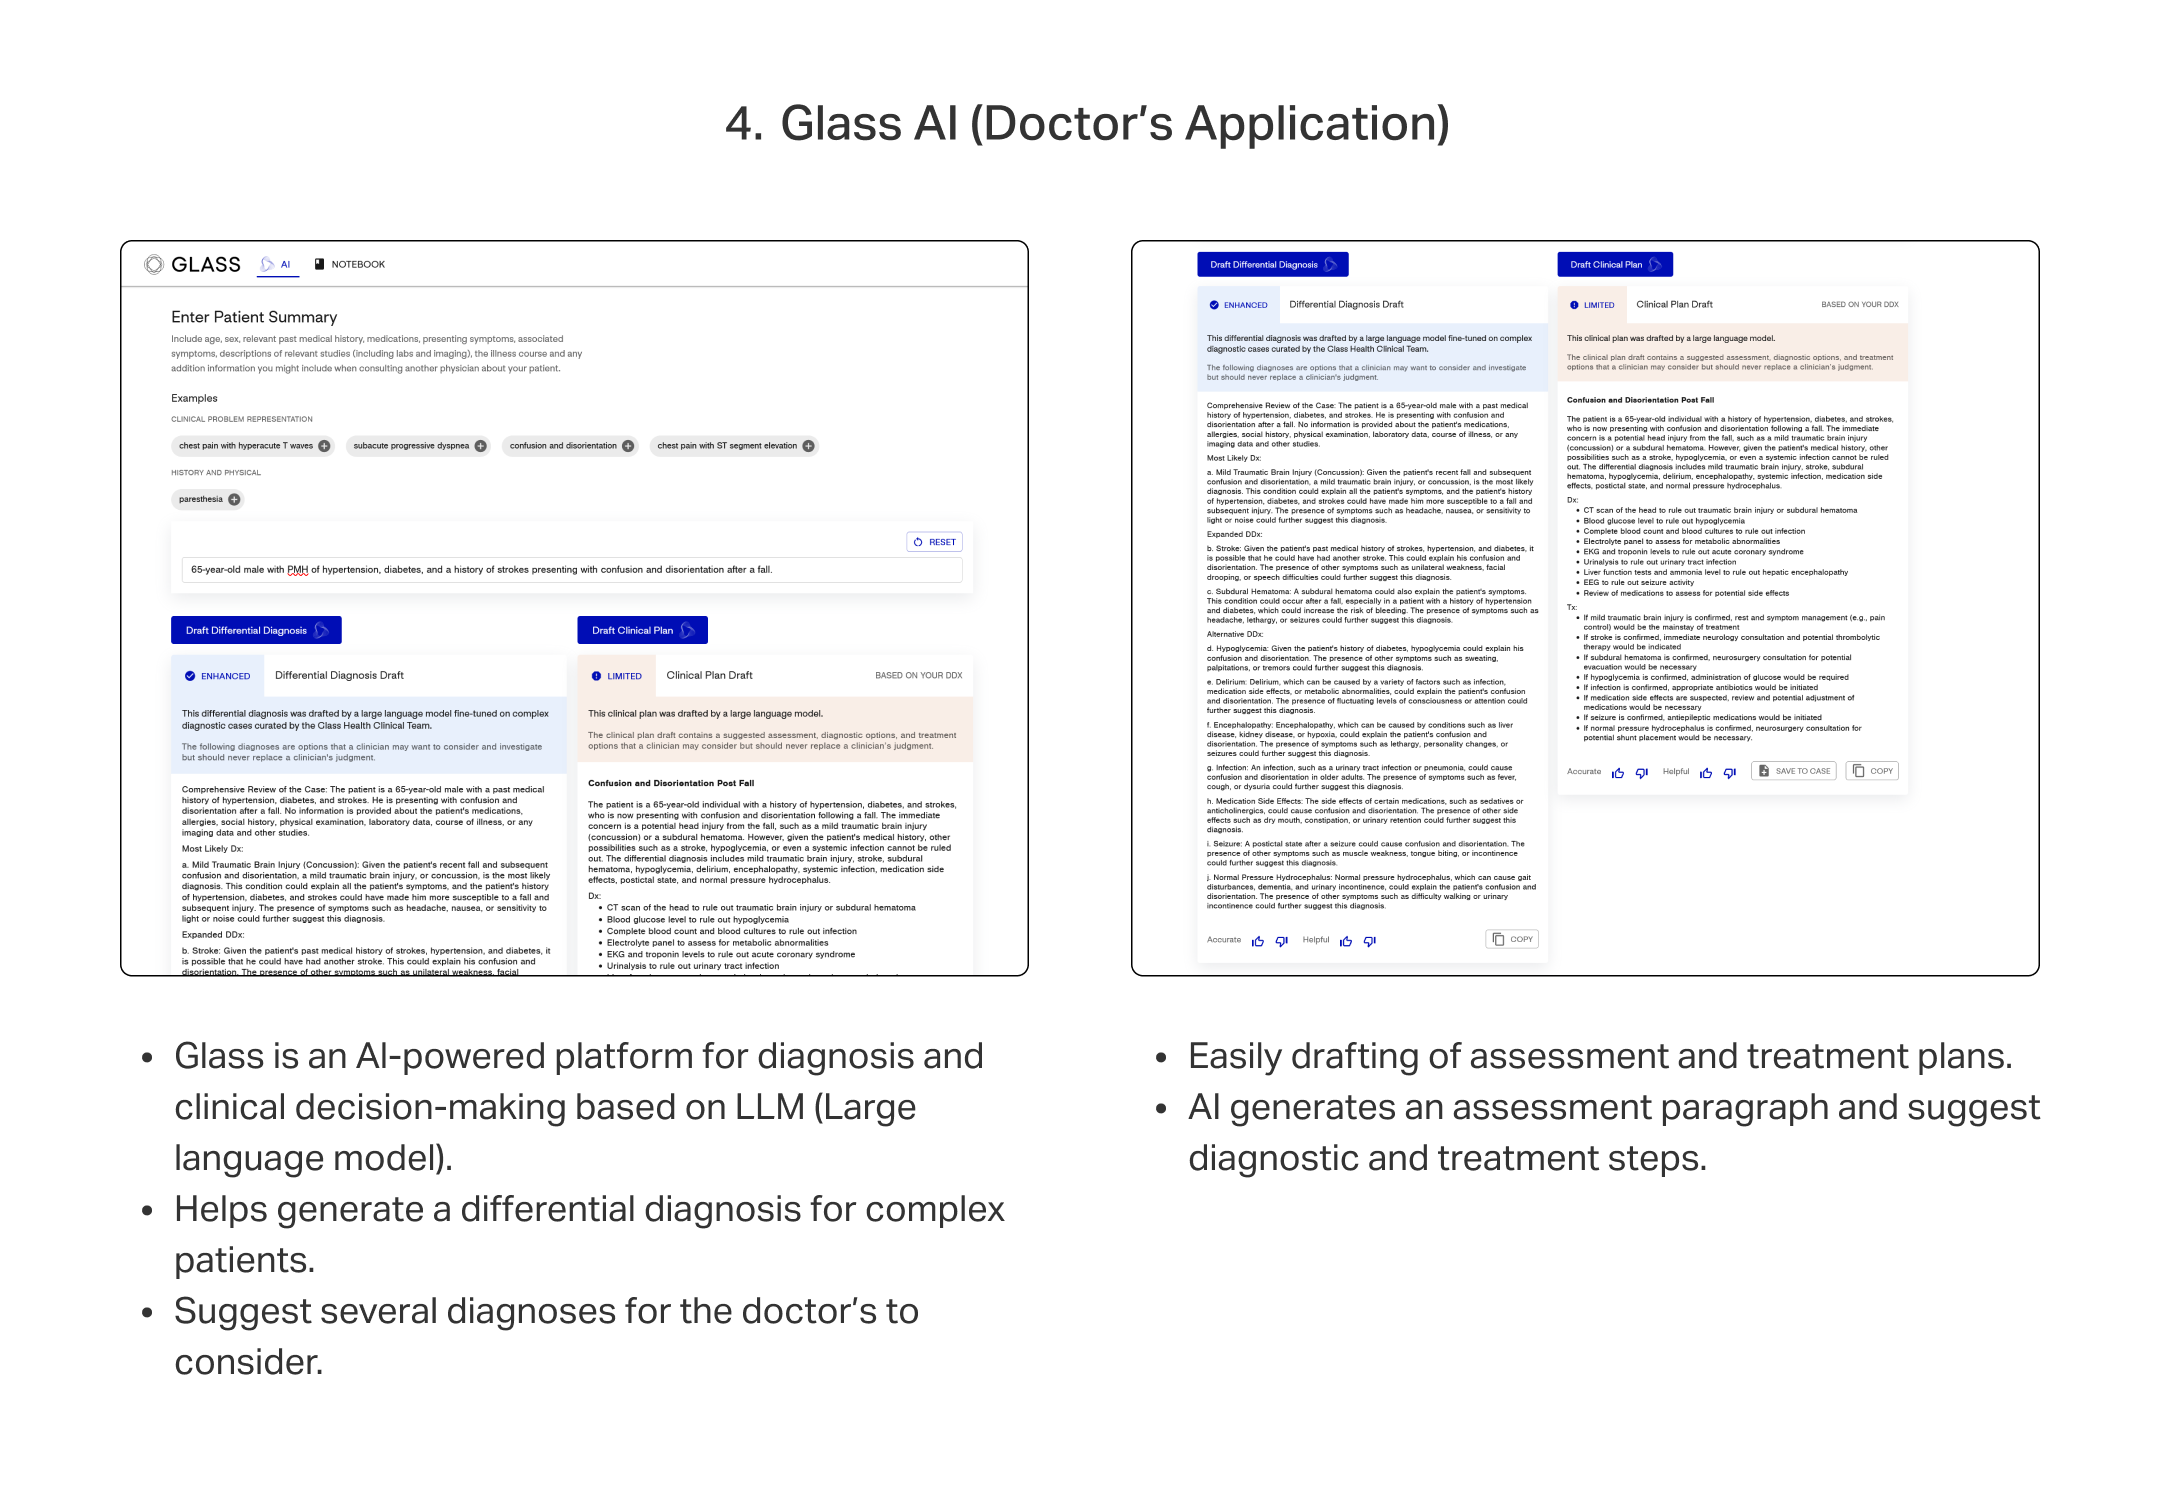 4. Glass AI (Doctor’s Application)
GLASS
AI
NOTEBOOK
Enter Patient Summary
Include age, sex, relevant past medical history, medications, presenting symptoms, associated
symptoms, descriptions of relevant studies (including labs and imaging), the illness course and any
addition information you might include when consulting another physician about your patient.
Examples
CLINICAL PROBLEM REPRESENTATION
chest pain with hyperacute T waves
subacute progressive dyspnea
confusion and disorientation
chest pain with ST segment elevation
HISTORY AND PHYSICAL
paresthesia
RESET
65-year-old male with PMH of hypertension, diabetes, and a history of strokes presenting with confusion and disorientation after a fall.
Draft Differential Diagnosis
ENHANCED
Differential Diagnosis Draft
This differential diagnosis was drafted by a large language model fine-tuned on complex
diagnostic cases curated by the Glass Health Clinical Team.
The following diagnoses are options that a clinician may want to consider and investigate
but should never replace a clinician's judgment.
Comprehensive Review of the Case: The patient is a 65-year-old male with a past medical
history of hypertension, diabetes, and strokes. He is presenting with confusion and
disorientation after a fall. No information is provided about the patient's medications,
allergies, social history, physical examination, laboratory data, course of illness, or any
imaging data and other studies.
Most Likely Dx:
a. Mild Traumatic Brain Injury (Concussion): Given the patient's recent fall and subsequent
confusion and disorientation, a mild traumatic brain injury, or concussion, is the most likely
diagnosis. This condition could explain all the patient's symptoms, and the patient's history
of hypertension, diabetes, and strokes could have made him more susceptible to a fall and
subsequent injury. The presence of symptoms such as headache, nausea, or sensitivity to
light or noise could further suggest this diagnosis.
Expanded DDx:
b. Stroke: Given the patient's past medical history of strokes, hypertension, and diabetes, it
is possible that he could have had another stroke. This could explain his confusion and
disorientation. The presence of other symptoms such as unilateral weakness, facial
Draft Clinical Plan
LIMITED
Clinical Plan Draft
BASED ON YOUR DDX
This clinical plan was drafted by a large language model.
The clinical plan draft contains a suggested assessment, diagnostic options, and treatment
options that a clinician may consider but should never replace a clinician's judgment.
Confusion and Disorientation Post Fall
The patient is a 65-year-old individual with a history of hypertension, diabetes, and strokes,
who is now presenting with confusion and disorientation following a fall. The immediate
concern is a potential head injury from the fall, such as a mild traumatic brain injury
(concussion) or a subdural hematoma. However, given the patient's medical history, other
possibilities such as a stroke, hypoglycemia, or even a systemic infection cannot be ruled
out. The differential diagnosis includes mild traumatic brain injury, stroke, subdural
hematoma, hypoglycemia, delirium, encephalopathy, systemic infection, medication side
effects, postictal state, and normal pressure hydrocephalus.
Dx:
• CT scan of the head to rule out traumatic brain injury or subdural hematoma
• Blood glucose level to rule out hypoglycemia
• Complete blood count and blood cultures to rule out infection
• Electrolyte panel to assess for metabolic abnormalities
• EKG and troponin levels to rule out acute coronary syndrome
• Urinalysis to rule out urinary tract infection
• Glass is an AI-powered platform for diagnosis and
clinical decision-making based on LLM (Large
language model).
• Helps generate a differential diagnosis for complex
patients.
• Suggest several diagnoses for the doctor’s to
consider.
Draft Differential Diagnosis
ENHANCED
Differential Diagnosis Draft
This differential diagnosis was drafted by a large language model fine-tuned on complex
diagnostic cases curated by the Glass Health Clinical Team.
The following diagnoses are options that a clinician may want to consider and investigate
but should never replace a clinician's judgment.
Comprehensive Review of the Case: The patient is a 65-year-old male with a past medical
history of hypertension, diabetes, and strokes. He is presenting with confusion and
disorientation after a fall. No information is provided about the patient's medications,
allergies, social history, physical examination, laboratory data, course of illness, or any
imaging data and other studies.
Most Likely Dx:
a. Mild Traumatic Brain Injury (Concussion): Given the patient's recent fall and subsequent
confusion and disorientation, a mild traumatic brain injury, or concussion, is the most likely
diagnosis. This condition could explain all the patient's symptoms, and the patient's history
of hypertension, diabetes, and strokes could have made him more susceptible to a fall and
subsequent injury. The presence of symptoms such as headache, nausea, or sensitivity to
light or noise could further suggest this diagnosis.
Expanded DDx:
b. Stroke: Given the patient's past medical history of strokes, hypertension, and diabetes, it
is possible that he could have had another stroke. This could explain his confusion and
disorientation. The presence of other symptoms such as unilateral weakness, facial
drooping, or speech difficulties could further suggest this diagnosis.
c. Subdural Hematoma: A subdural hematoma could also explain the patient's symptoms.
This condition could occur after a fall, especially in a patient with a history of hypertension
and diabetes, which could increase the risk of bleeding. The presence of symptoms such as
headache, lethargy, or seizures could further suggest this diagnosis.
Alternative DDx:
d. Hypoglycemia: Given the patient's history of diabetes, hypoglycemia could explain his
confusion and disorientation. The presence of other symptoms such as sweating,
palpitations, or tremors could further suggest this diagnosis.
e. Delirium: Delirium, which can be caused by a variety of factors such as infection,
medication side effects, or metabolic abnormalities, could explain the patient's confusion
and disorientation. The presence of fluctuating levels of consciousness or attention could
further suggest this diagnosis.
f. Encephalopathy: Encephalopathy, which can be caused by conditions such as liver
disease, kidney disease, or hypoxia, could explain the patient's confusion and
disorientation. The presence of symptoms such as lethargy, personality changes, or
seizures could further suggest this diagnosis.
g. Infection: An infection, such as a urinary tract infection or pneumonia, could cause
confusion and disorientation in older adults. The presence of symptoms such as fever,
cough, or dysuria could further suggest this diagnosis.
h. Medication Side Effects: The side effects of certain medications, such as sedatives or
anticholinergics, could cause confusion and disorientation. The presence of other side
effects such as dry mouth, constipation, or urinary retention could further suggest this
diagnosis.
i. Seizure: A postictal state after a seizure could cause confusion and disorientation. The
presence of other symptoms such as muscle weakness, tongue biting, or incontinence
could further suggest this diagnosis.
j. Normal Pressure Hydrocephalus: Normal pressure hydrocephalus, which can cause gait
disturbances, dementia, and urinary incontinence, could explain the patient's confusion and
disorientation. The presence of symptoms such as difficulty walking or urinary
incontinence could further suggest this diagnosis.
Accurate
Helpful
COPY
Draft Clinical Plan
LIMITED
Clinical Plan Draft
BASED ON YOUR DDX
This clinical plan was drafted by a large language model.
The clinical plan draft contains a suggested assessment, diagnostic options, and treatment
options that a clinician may consider but should never replace a clinician's judgment.
Confusion and Disorientation Post Fall
The patient is a 65-year-old individual with a history of hypertension, diabetes, and strokes,
who is now presenting with confusion and disorientation following a fall. The immediate
concern is a potential head injury from the fall, such as a mild traumatic brain injury
(concussion) or a subdural hematoma. However, given the patient's medical history, other
possibilities such as a stroke, hypoglycemia, or even a systemic infection cannot be ruled
out. The differential diagnosis includes mild traumatic brain injury, stroke, subdural
hematoma, hypoglycemia, delirium, encephalopathy, systemic infection, medication side
effects, postictal state, and normal pressure hydrocephalus.
Dx:
• CT scan of the head to rule out traumatic brain injury or subdural hematoma
• Blood glucose level to rule out hypoglycemia
• Complete blood count and blood cultures to rule out infection
• Electrolyte panel to assess for metabolic abnormalities
• EKG and troponin levels to rule out acute coronary syndrome
• Urinalysis to rule out urinary tract infection
• Liver function tests and ammonia level to rule out hepatic encephalopathy
• EEG to rule out seizure activity
• Review of medications to assess for potential side effects
Tx:
• If mild traumatic brain injury is confirmed, rest and symptom management (e.g., pain
control) would be the mainstay of treatment
• If stroke is confirmed, immediate neurology consultation and potential thrombolytic
therapy would be indicated
• If subdural hematoma is confirmed, neurosurgery consultation for potential
evacuation would be necessary
• If hypoglycemia is confirmed, administration of glucose would be required
• If infection is confirmed, appropriate antibiotics would be initiated
• If medication side effects are suspected, review and potential adjustment of
medications would be necessary
• If seizure is confirmed, antiepileptic medications would be initiated
• If normal pressure hydrocephalus is confirmed, neurosurgery consultation for
potential shunt placement would be necessary.
Accurate
Helpful
SAVE TO CASE
COPY
• Easily drafting of assessment and treatment plans.
• AI generates an assessment paragraph and suggest
diagnostic and treatment steps.